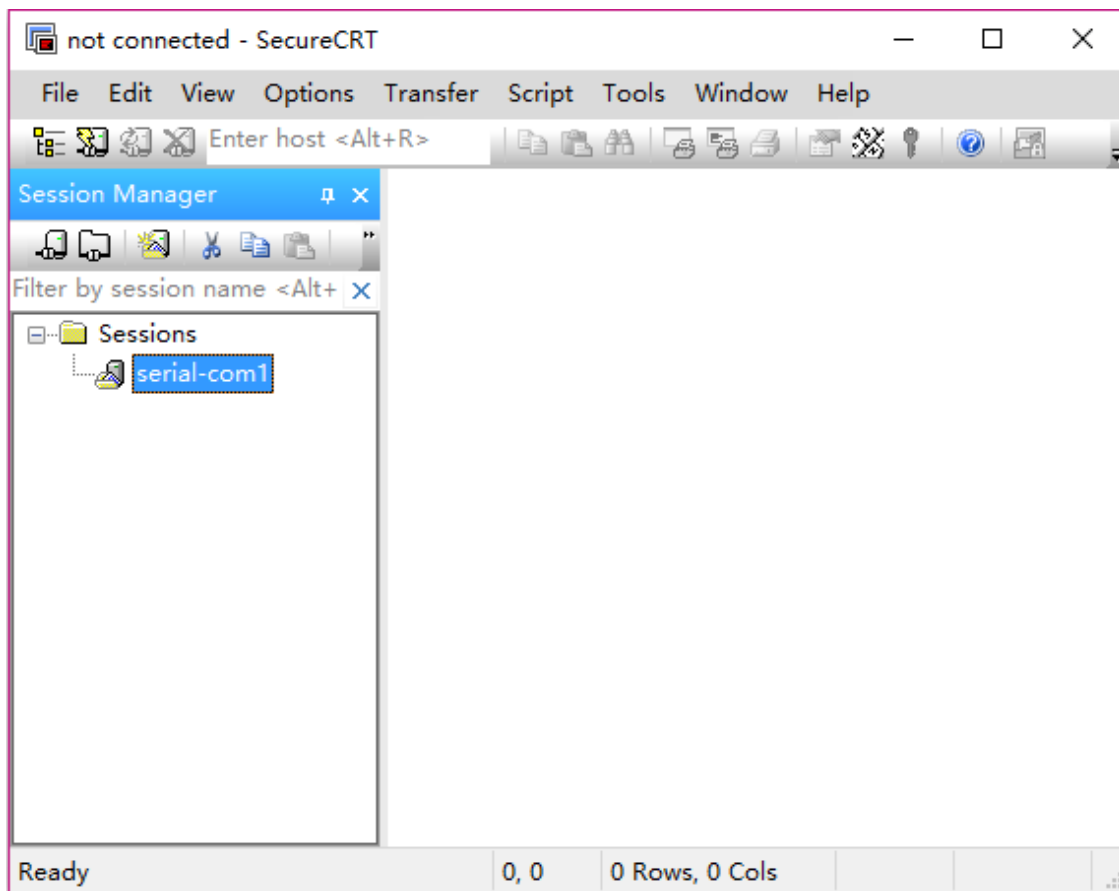 not connected - SecureCRT
File Edit View Options Transfer Script Tools Window Help
Enter host <Alt+R>
Session Manager
Filter by session name <Alt+
Sessions
serial-com1
Ready 0, 0 0 Rows, 0 Cols